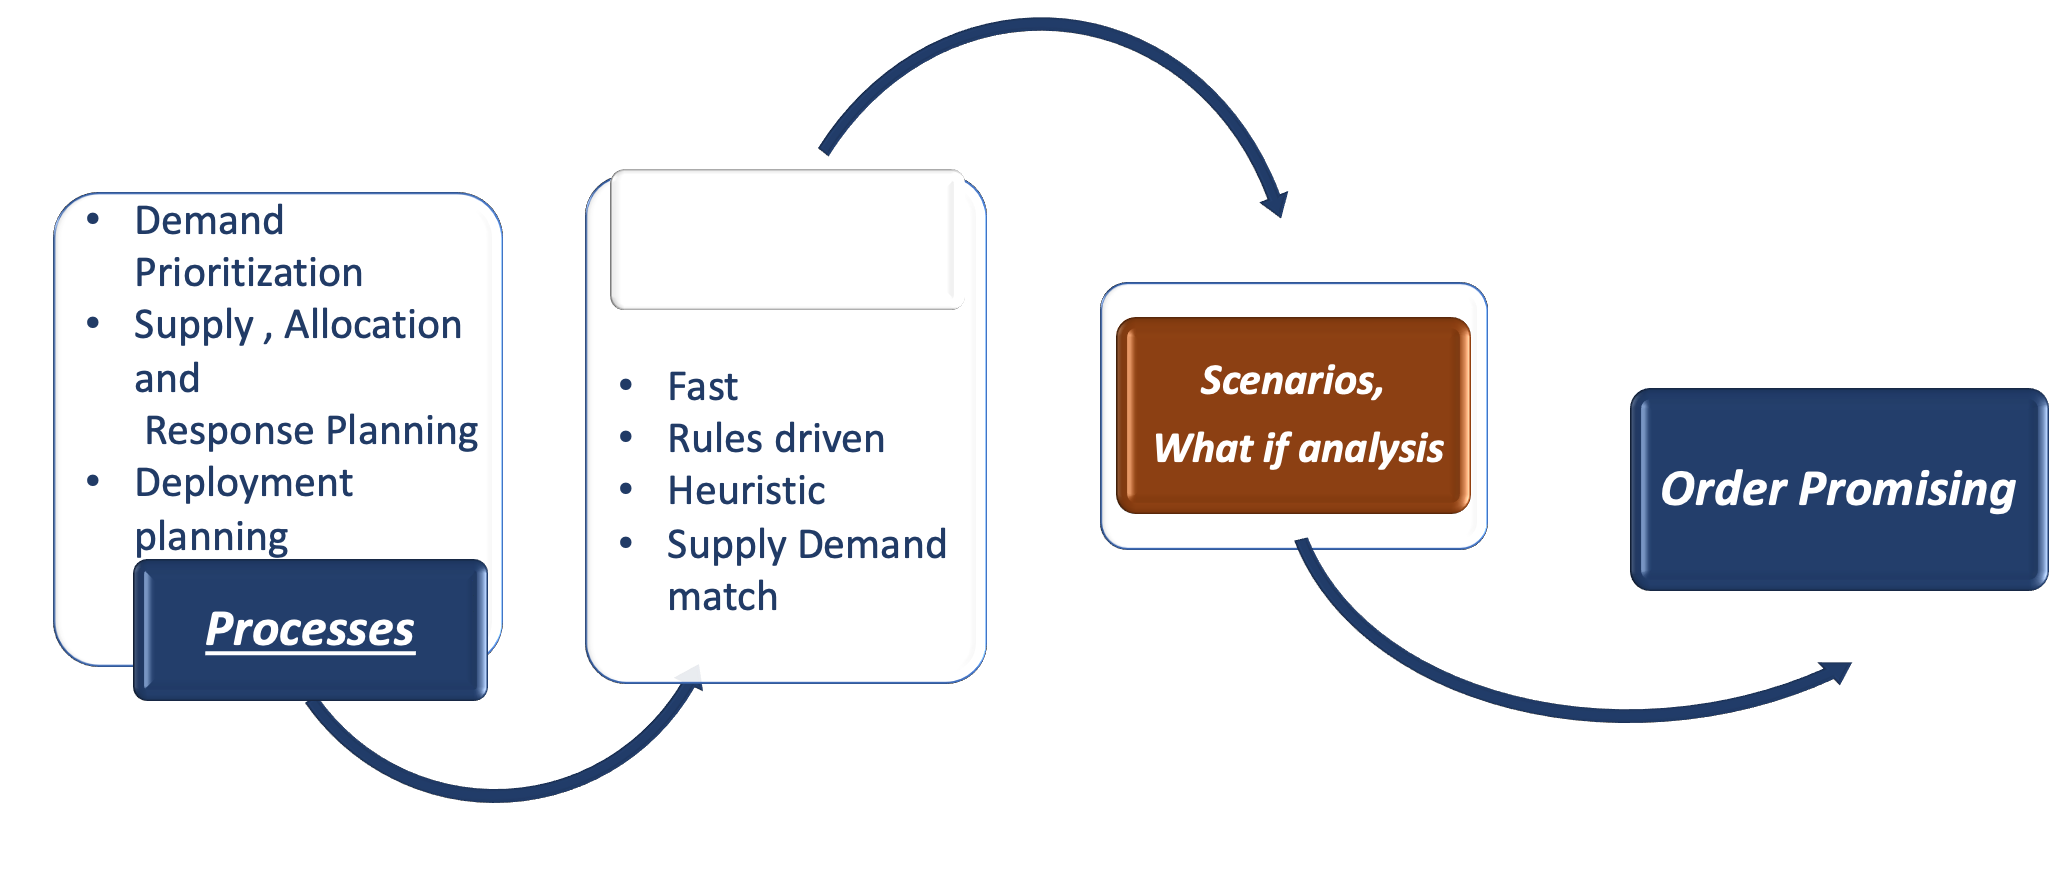 • Demand
Prioritization
• Supply , Allocation
and
Response Planning
• Deployment
planning
Processes
• Fast
• Rules driven
• Heuristic
• Supply Demand
match
Scenarios,
What if analysis
Order Promising